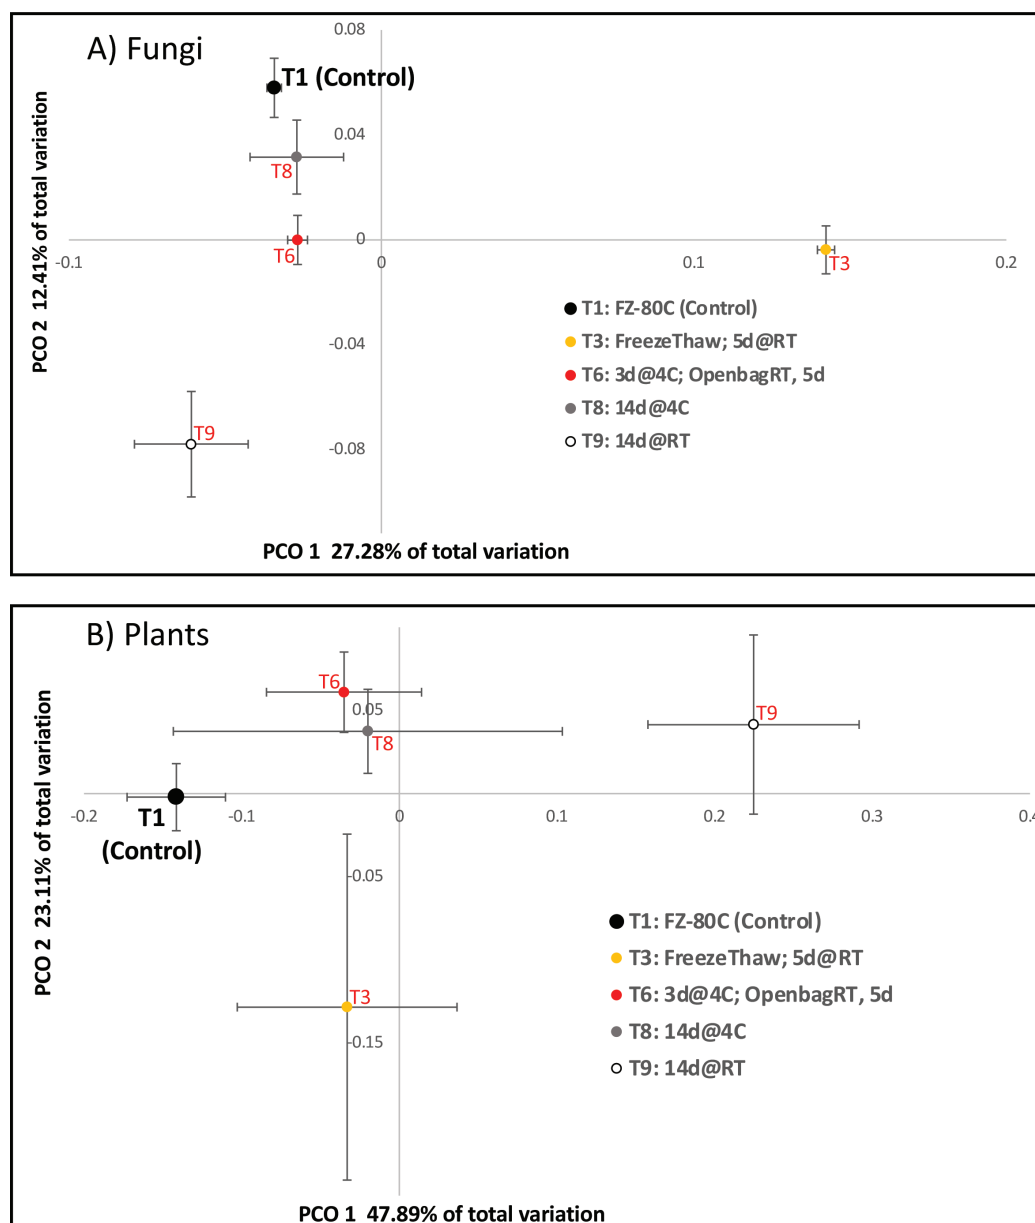 A) Fungi
0.08
T1 (Control)
0.04
T8
0
T6
-0.1
0
0.1
0.2
T3
PCO 2 12.41% of total variation
T1: FZ-80C (Control)
T3: FreezeThaw; 5d@RT
T6: 3d@4C; OpenbagRT, 5d
T8: 14d@4C
T9: 14d@RT
-0.04
T9
-0.08
PCO 1 27.28% of total variation
B) Plants
T6
0.05
T9
T8
PCO 2 23.11% of total variation
-0.2
T1
(Control)
-0.1
0
0.1
0.2
0.3
-0.05
T1: FZ-80C (Control)
T3: FreezeThaw; 5d@RT
T6: 3d@4C; OpenbagRT, 5d
T8: 14d@4C
T9: 14d@RT
T3
-0.15
PCO 1 47.89% of total variation